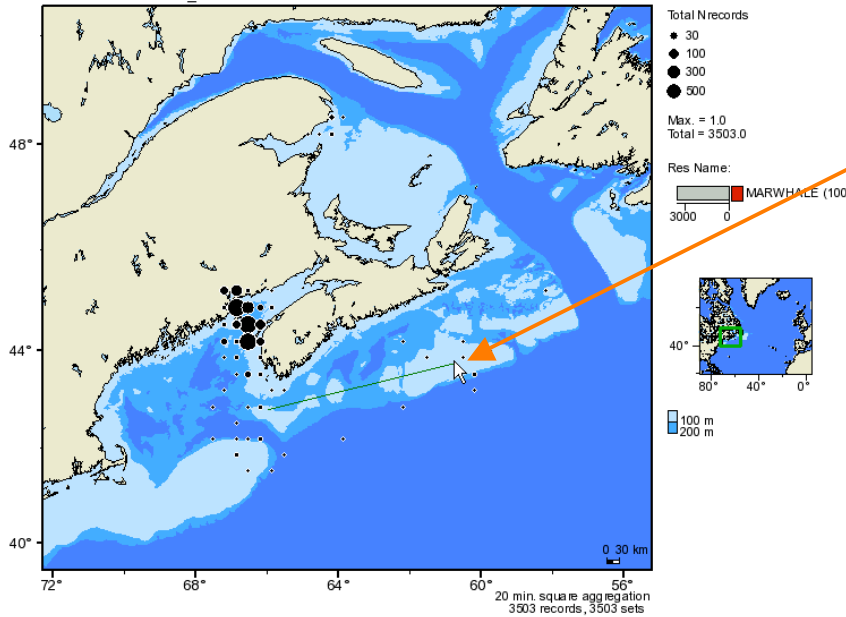 Total Nrecords
30
100
300
500
Max. = 1.0
Total = 3503.0
Res Name:
MARWHALE (100
3000 0
48°
44°
40°
72° 68° 64° 60° 56°
0 30 km
40°
80° 40° 0°
100 m
200 m
20 min. square aggregation
3503 records, 3503 sets